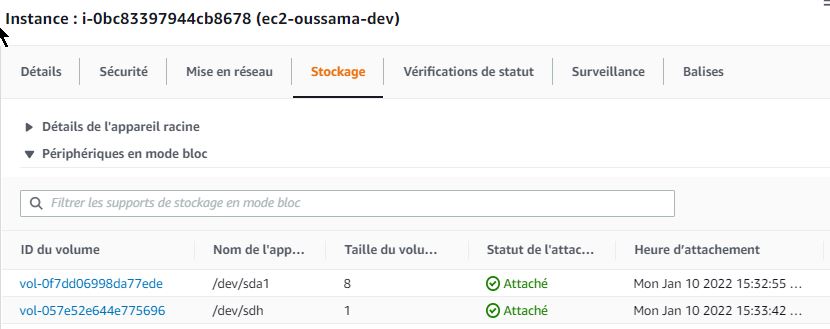 Instance : i-0bc83397944cb8678 (ec2-oussama-dev)
Détails Sécurité Mise en réseau Stockage Vérifications de statut Surveillance Balises
Détails de l'appareil racine
Périphériques en mode bloc
Filtrer les supports de stockage en mode bloc
ID du volume Nom de l'app... Taille du volu... Statut de l'attac... Heure d'attachement
vol-0f7dd06998da77ede /dev/sda1 8 Attaché Mon Jan 10 2022 15:32:55 ...
vol-057e52e644e775696 /dev/sdh 1 Attaché Mon Jan 10 2022 15:33:42 ...